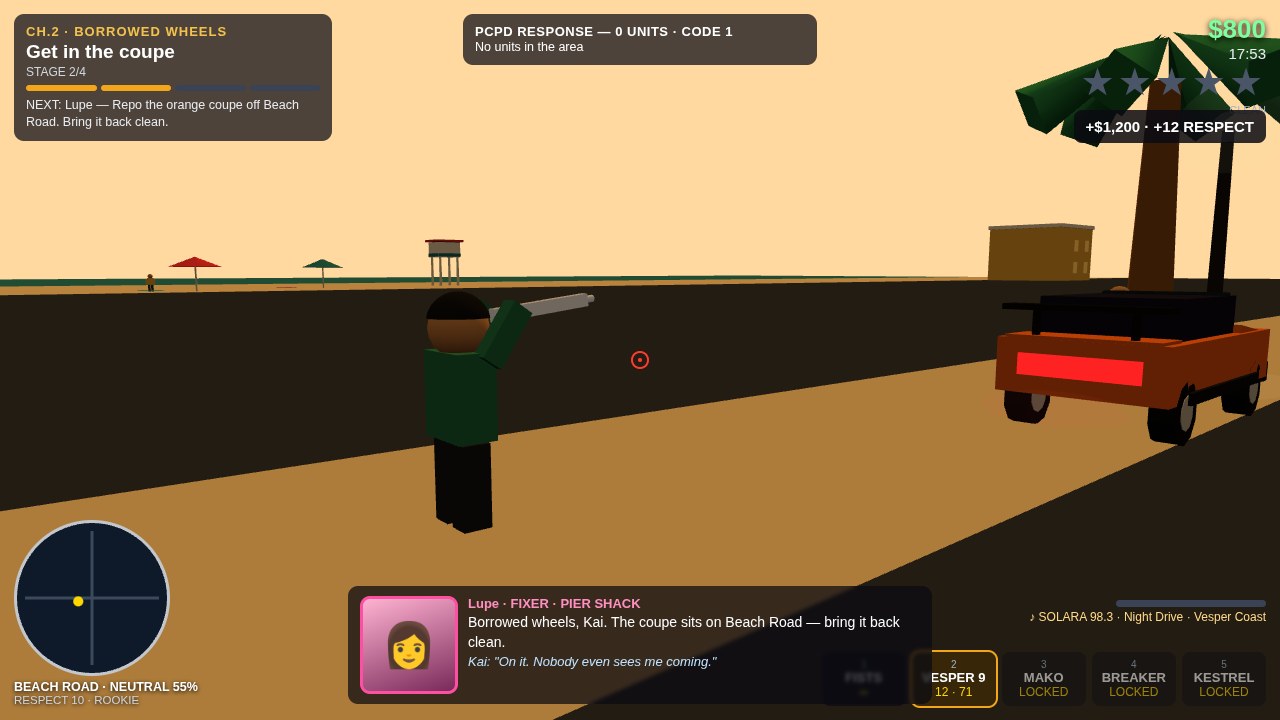 CH.2 · BORROWED WHEELS
Get in the coupe
STAGE 2/4
NEXT: Lupe — Repo the orange coupe off Beach
Road. Bring it back clean.
PCPD RESPONSE — 0 UNITS · CODE 1
No units in the area
$800
17:53
+$1,200 · +12 RESPECT
BEACH ROAD · NEUTRAL 55%
RESPECT 10 · ROOKIE
Lupe · FIXER · PIER SHACK
Borrowed wheels, Kai. The coupe sits on Beach Road — bring it back
clean.
Kai: "On it. Nobody even sees me coming."
♪ SOLARA 98.3 · Night Drive · Vesper Coast
FISTS
2
VESPER 9
12 · 71
3
MAKO
LOCKED
4
BREAKER
LOCKED
5
KESTREL
LOCKED